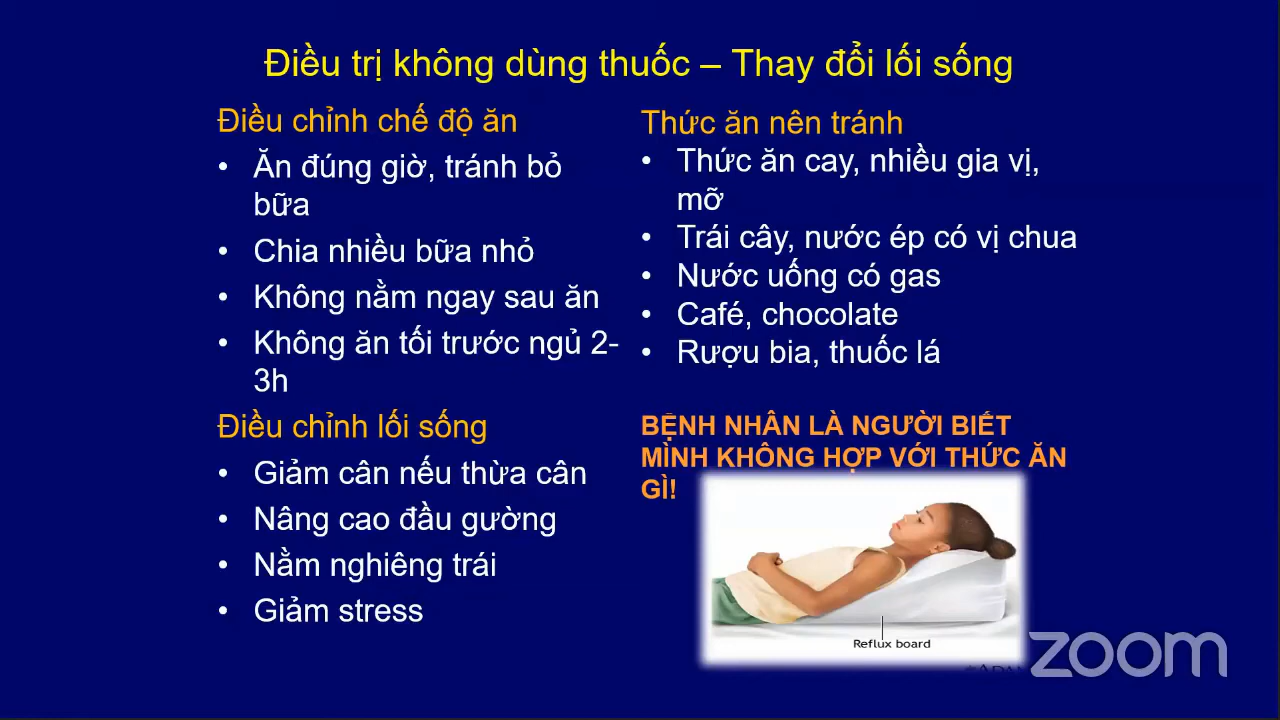 Điều trị không dùng thuốc – Thay đổi lối sống
Điều chỉnh chế độ ăn
• Ăn đúng giờ, tránh bỏ
bữa
• Chia nhiều bữa nhỏ
• Không nằm ngay sau ăn
• Không ăn tối trước ngủ 2-
3h
Điều chỉnh lối sống
• Giảm cân nếu thừa cân
• Nâng cao đầu gường
• Nằm nghiêng trái
• Giảm stress
Thức ăn nên tránh
• Thức ăn cay, nhiều gia vị,
mỡ
• Trái cây, nước ép có vị chua
• Nước uống có gas
• Café, chocolate
• Rượu bia, thuốc lá
BỆNH NHÂN LÀ NGƯỜI BIẾT
MÌNH KHÔNG HỢP VỚI THỨC ĂN
GÌ!
Reflux board
zoom